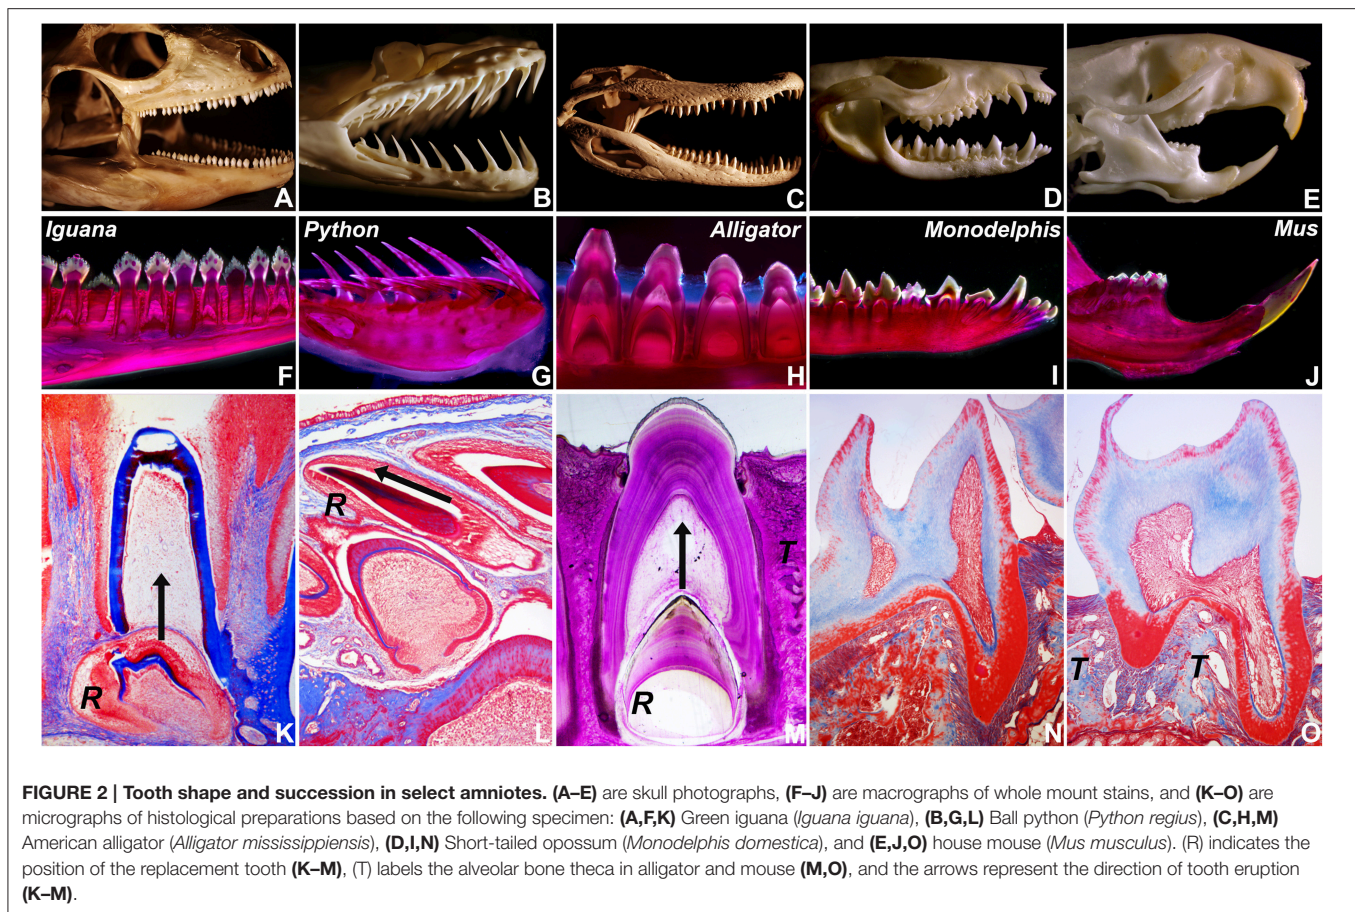 A
B
C
D
E
Iguana
Python
Alligator
Monodelphis
Mus
F
G
H
I
J
R
K
R
L
T
R
M
N
T
T
O
FIGURE 2 | Tooth shape and succession in select amniotes. (A–E) are skull photographs, (F–J) are macrographs of whole mount stains, and (K–O) are
micrographs of histological preparations based on the following specimen: (A,F,K) Green iguana (Iguana iguana), (B,G,L) Ball python (Python regius), (C,H,M)
American alligator (Alligator mississippiensis), (D,I,N) Short-tailed opossum (Monodelphis domestica), and (E,J,O) house mouse (Mus musculus). (R) indicates the
position of the replacement tooth (K–M), (T) labels the alveolar bone theca in alligator and mouse (M,O), and the arrows represent the direction of tooth eruption
(K–M).